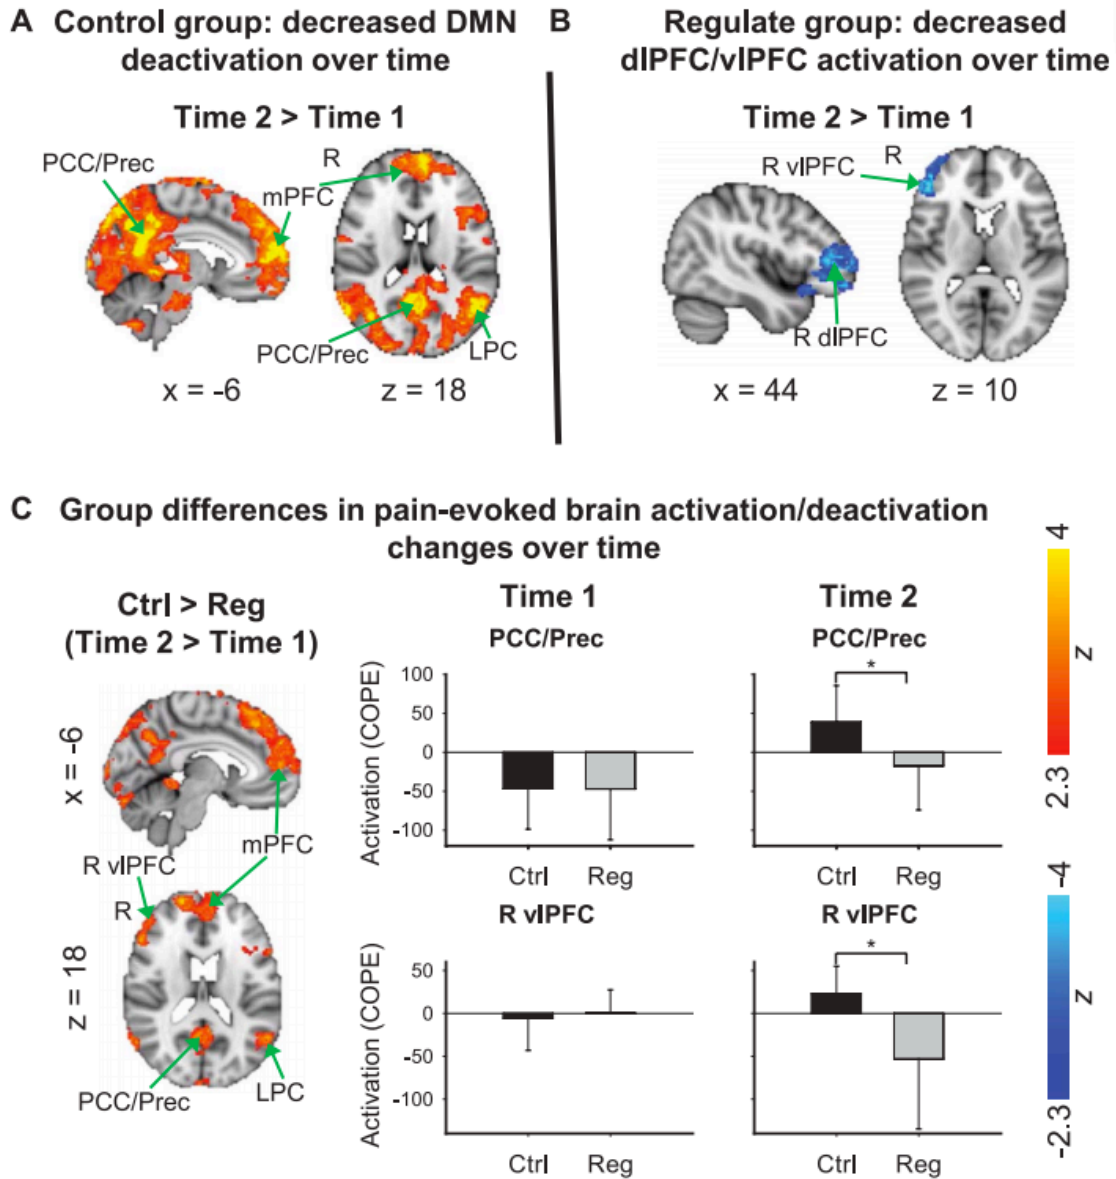 A Control group: decreased DMN
deactivation over time
Time 2 > Time 1
PCC/Prec
R
mPFC
PCC/Prec
LPC
x = -6
z = 18
B Regulate group: decreased
dlPFC/vlPFC activation over time
Time 2 > Time 1
R vlPFC
R
R dlPFC
x = 44
z = 10
C Group differences in pain-evoked brain activation/deactivation
changes over time
Ctrl > Reg
(Time 2 > Time 1)
x = -6
mPFC
R vlPFC
R
z = 18
PCC/Prec
LPC
Time 1
PCC/Prec
Activation (COPE)
100
50
0
-50
-100
Ctrl
Reg
Time 2
PCC/Prec
*
Ctrl
Reg
R vlPFC
Activation (COPE)
50
0
-50
-100
Ctrl
Reg
R vlPFC
*
Ctrl
Reg
4
z
2.3
-4
z
-2.3